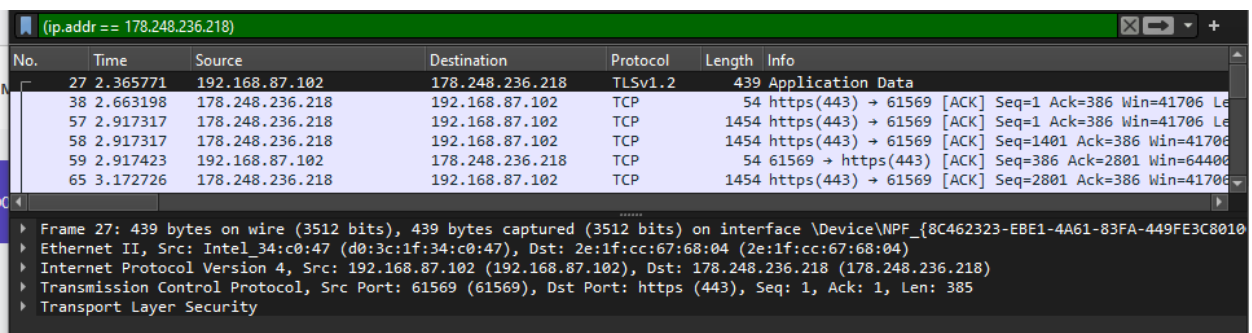 (ip.addr == 178.248.236.218)
No. Time Source Destination Protocol Length Info
27 2.365771 192.168.87.102 178.248.236.218 TLSv1.2 439 Application Data
38 2.663198 178.248.236.218 192.168.87.102 TCP 54 https(443) → 61569 [ACK] Seq=1 Ack=386 Win=41706 Le
57 2.917317 178.248.236.218 192.168.87.102 TCP 1454 https(443) → 61569 [ACK] Seq=1 Ack=386 Win=41706 Le
58 2.917317 178.248.236.218 192.168.87.102 TCP 1454 https(443) → 61569 [ACK] Seq=1401 Ack=386 Win=41706
59 2.917423 192.168.87.102 178.248.236.218 TCP 54 61569 → https(443) [ACK] Seq=386 Ack=2801 Win=64400
65 3.172726 178.248.236.218 192.168.87.102 TCP 1454 https(443) → 61569 [ACK] Seq=2801 Ack=386 Win=41706
Frame 27: 439 bytes on wire (3512 bits), 439 bytes captured (3512 bits) on interface \Device\NPF_{8C462323-EBE1-4A61-83FA-449FE3C8010
Ethernet II, Src: Intel_34:c0:47 (d0:3c:1f:34:c0:47), Dst: 2e:1f:cc:67:68:04 (2e:1f:cc:67:68:04)
Internet Protocol Version 4, Src: 192.168.87.102 (192.168.87.102), Dst: 178.248.236.218 (178.248.236.218)
Transmission Control Protocol, Src Port: 61569 (61569), Dst Port: https (443), Seq: 1, Ack: 1, Len: 385
Transport Layer Security